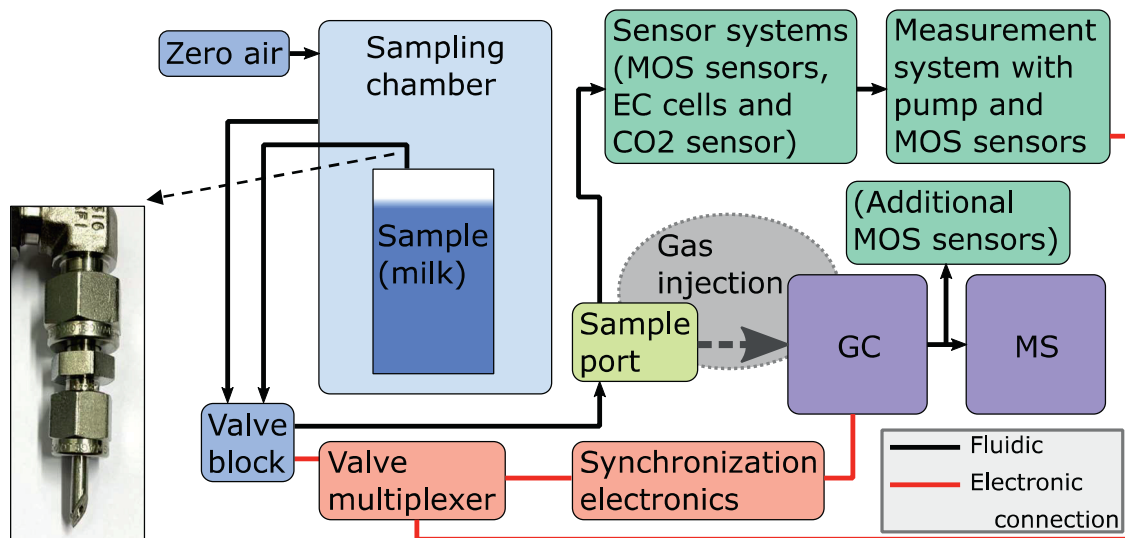 Zero air
Sampling
chamber
Sample
(milk)
Sensor systems
(MOS sensors,
EC cells and
CO2 sensor)
Measurement
system with
pump and
MOS sensors
(Additional
MOS sensors)
Gas
injection
Sample
port
GC
MS
Valve
block
Valve
multiplexer
Synchronization
electronics
Fluidic
Electronic
connection